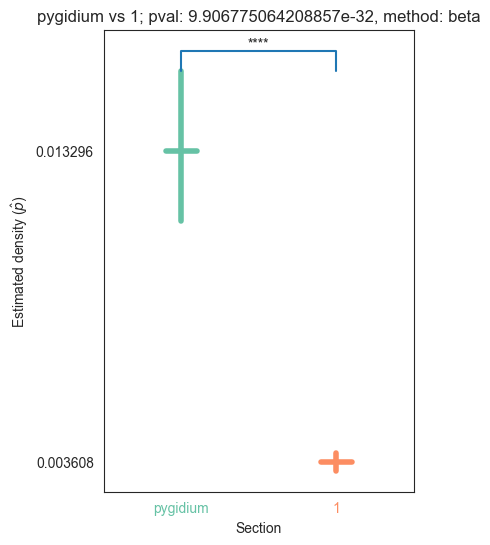 pygidium vs 1; pval: 9.906775064208857e-32, method: beta
****
0.013296
Estimated density (p̂)
0.003608
pygidium 1
Section